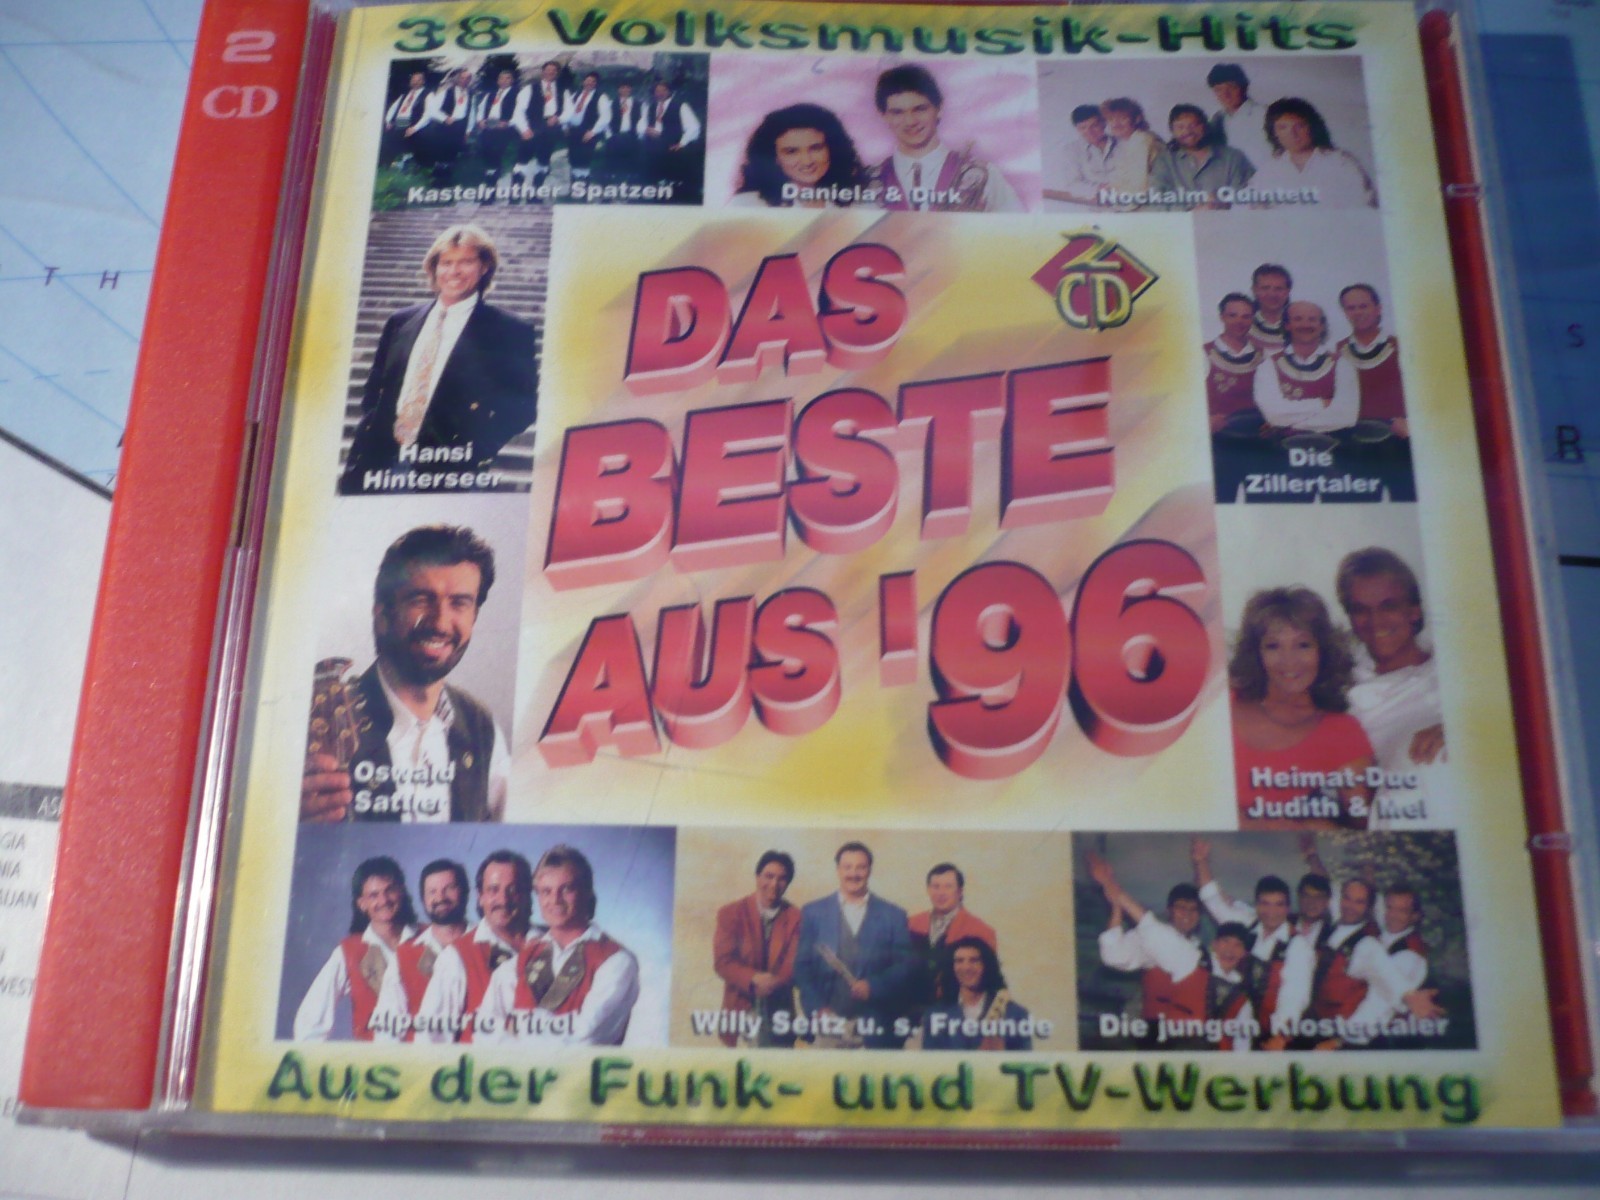 38 Volksmusik-Hits
2
CD
Kastelruther Spatzen
Daniela & Dirk
Nockalm Quintett
DAS
2
CD
BESTE
AUS '96
Hansi
Hinterseer
Die
Zillertaler
Oswald
Sattler
Heimat-Duo
Judith & Mel
Alpentrio Tirol
Willy Seitz u. s. Freunde
Die jungen Klostertaler
Aus der Funk- und TV-Werbung
T H